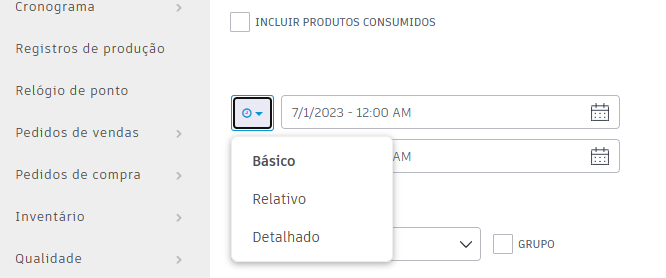 Cronograma
Registros de produção
Relógio de ponto
Pedidos de vendas
Pedidos de compra
Inventário
Qualidade
INCLUIR PRODUTOS CONSUMIDOS
7/1/2023 - 12:00 AM
AM
Básico
Relativo
Detalhado
GRUPO